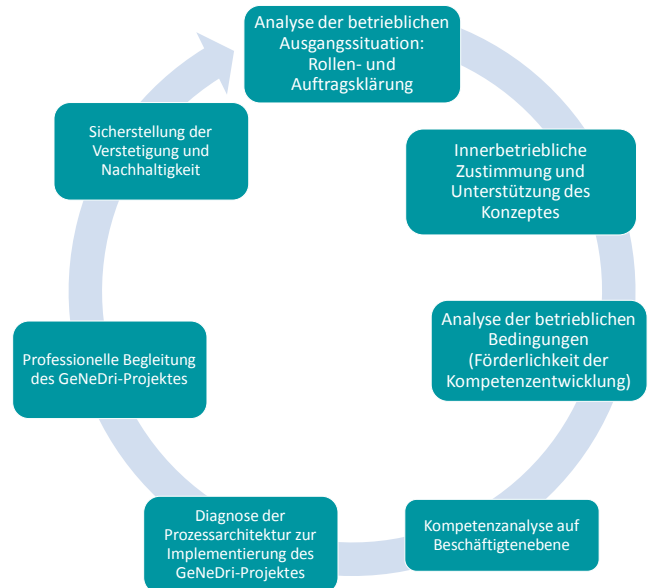 Analyse der betrieblichen
Ausgangssituation:
Rollen- und
Auftragsklärung
Innerbetriebliche
Zustimmung und
Unterstützung des
Konzeptes
Analyse der betrieblichen
Bedingungen
(Förderlichkeit der
Kompetenzentwicklung)
Kompetenzanalyse auf
Beschäftigtenebene
Diagnose der
Prozessarchitektur zur
Implementierung des
GeNeDri-Projektes
Professionelle Begleitung
des GeNeDri-Projektes
Sicherstellung der
Verstetigung und
Nachhaltigkeit